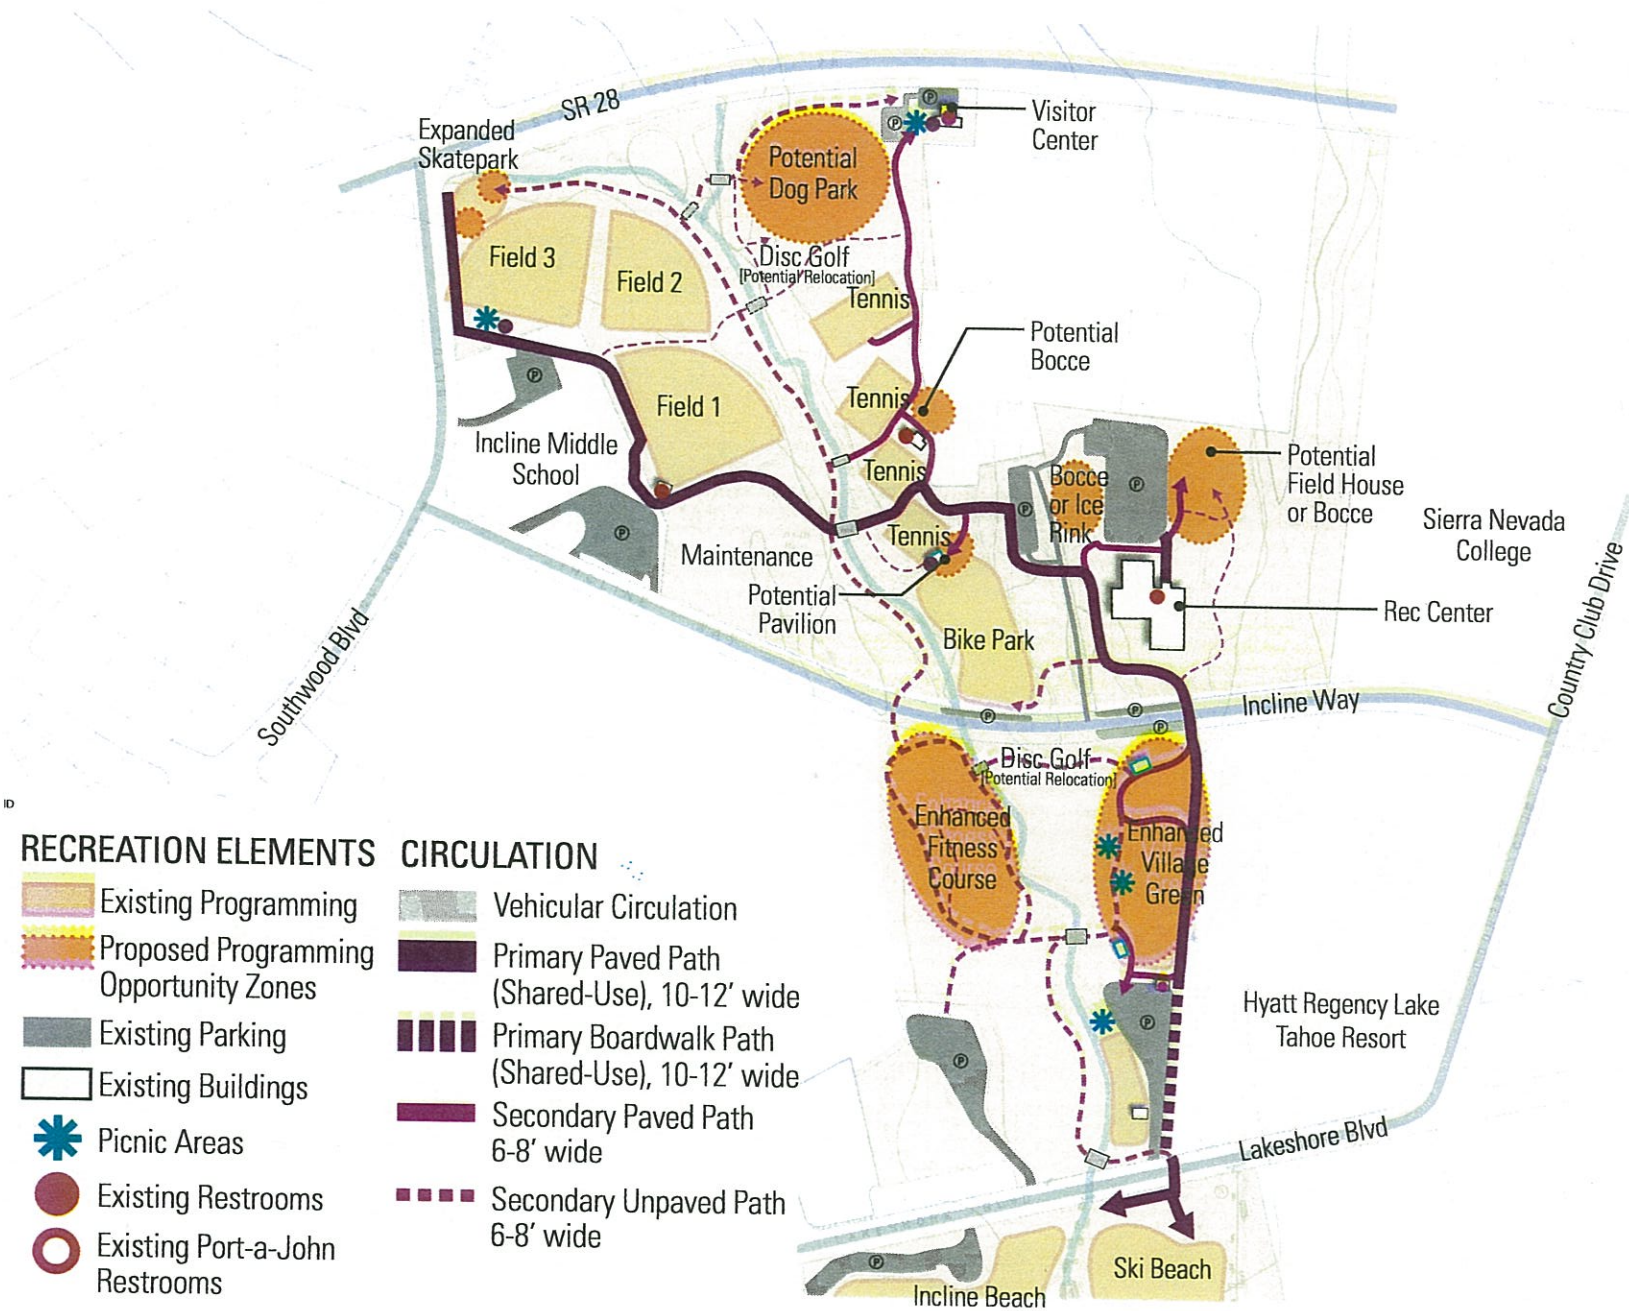 SR 28
Expanded
Skatepark
Visitor
Center
P
P
Potential
Dog Park
Field 3
Field 2
Disc Golf
[Potential Relocation]
Tennis
Potential
Bocce
P
Field 1
Tennis
Incline Middle
School
Tennis
Bocce
or Ice
Rink
P
P
Potential
Field House
or Bocce
Sierra Nevada
College
P
Maintenance
Tennis
Potential
Pavilion
Rec Center
Bike Park
Southwood Blvd
Country Club Drive
Incline Way
P
P
P
Disc Golf
[Potential Relocation]
Enhanced
Fitness
Course
Enhanced
Village
Green
ID
RECREATION ELEMENTS
Existing Programming
Proposed Programming
Opportunity Zones
Existing Parking
Existing Buildings
Picnic Areas
Existing Restrooms
Existing Port-a-John
Restrooms
CIRCULATION
Vehicular Circulation
Primary Paved Path
(Shared-Use), 10-12' wide
Primary Boardwalk Path
(Shared-Use), 10-12' wide
Secondary Paved Path
6-8' wide
Secondary Unpaved Path
6-8' wide
P
P
Hyatt Regency Lake
Tahoe Resort
Lakeshore Blvd
P
Incline Beach
Ski Beach